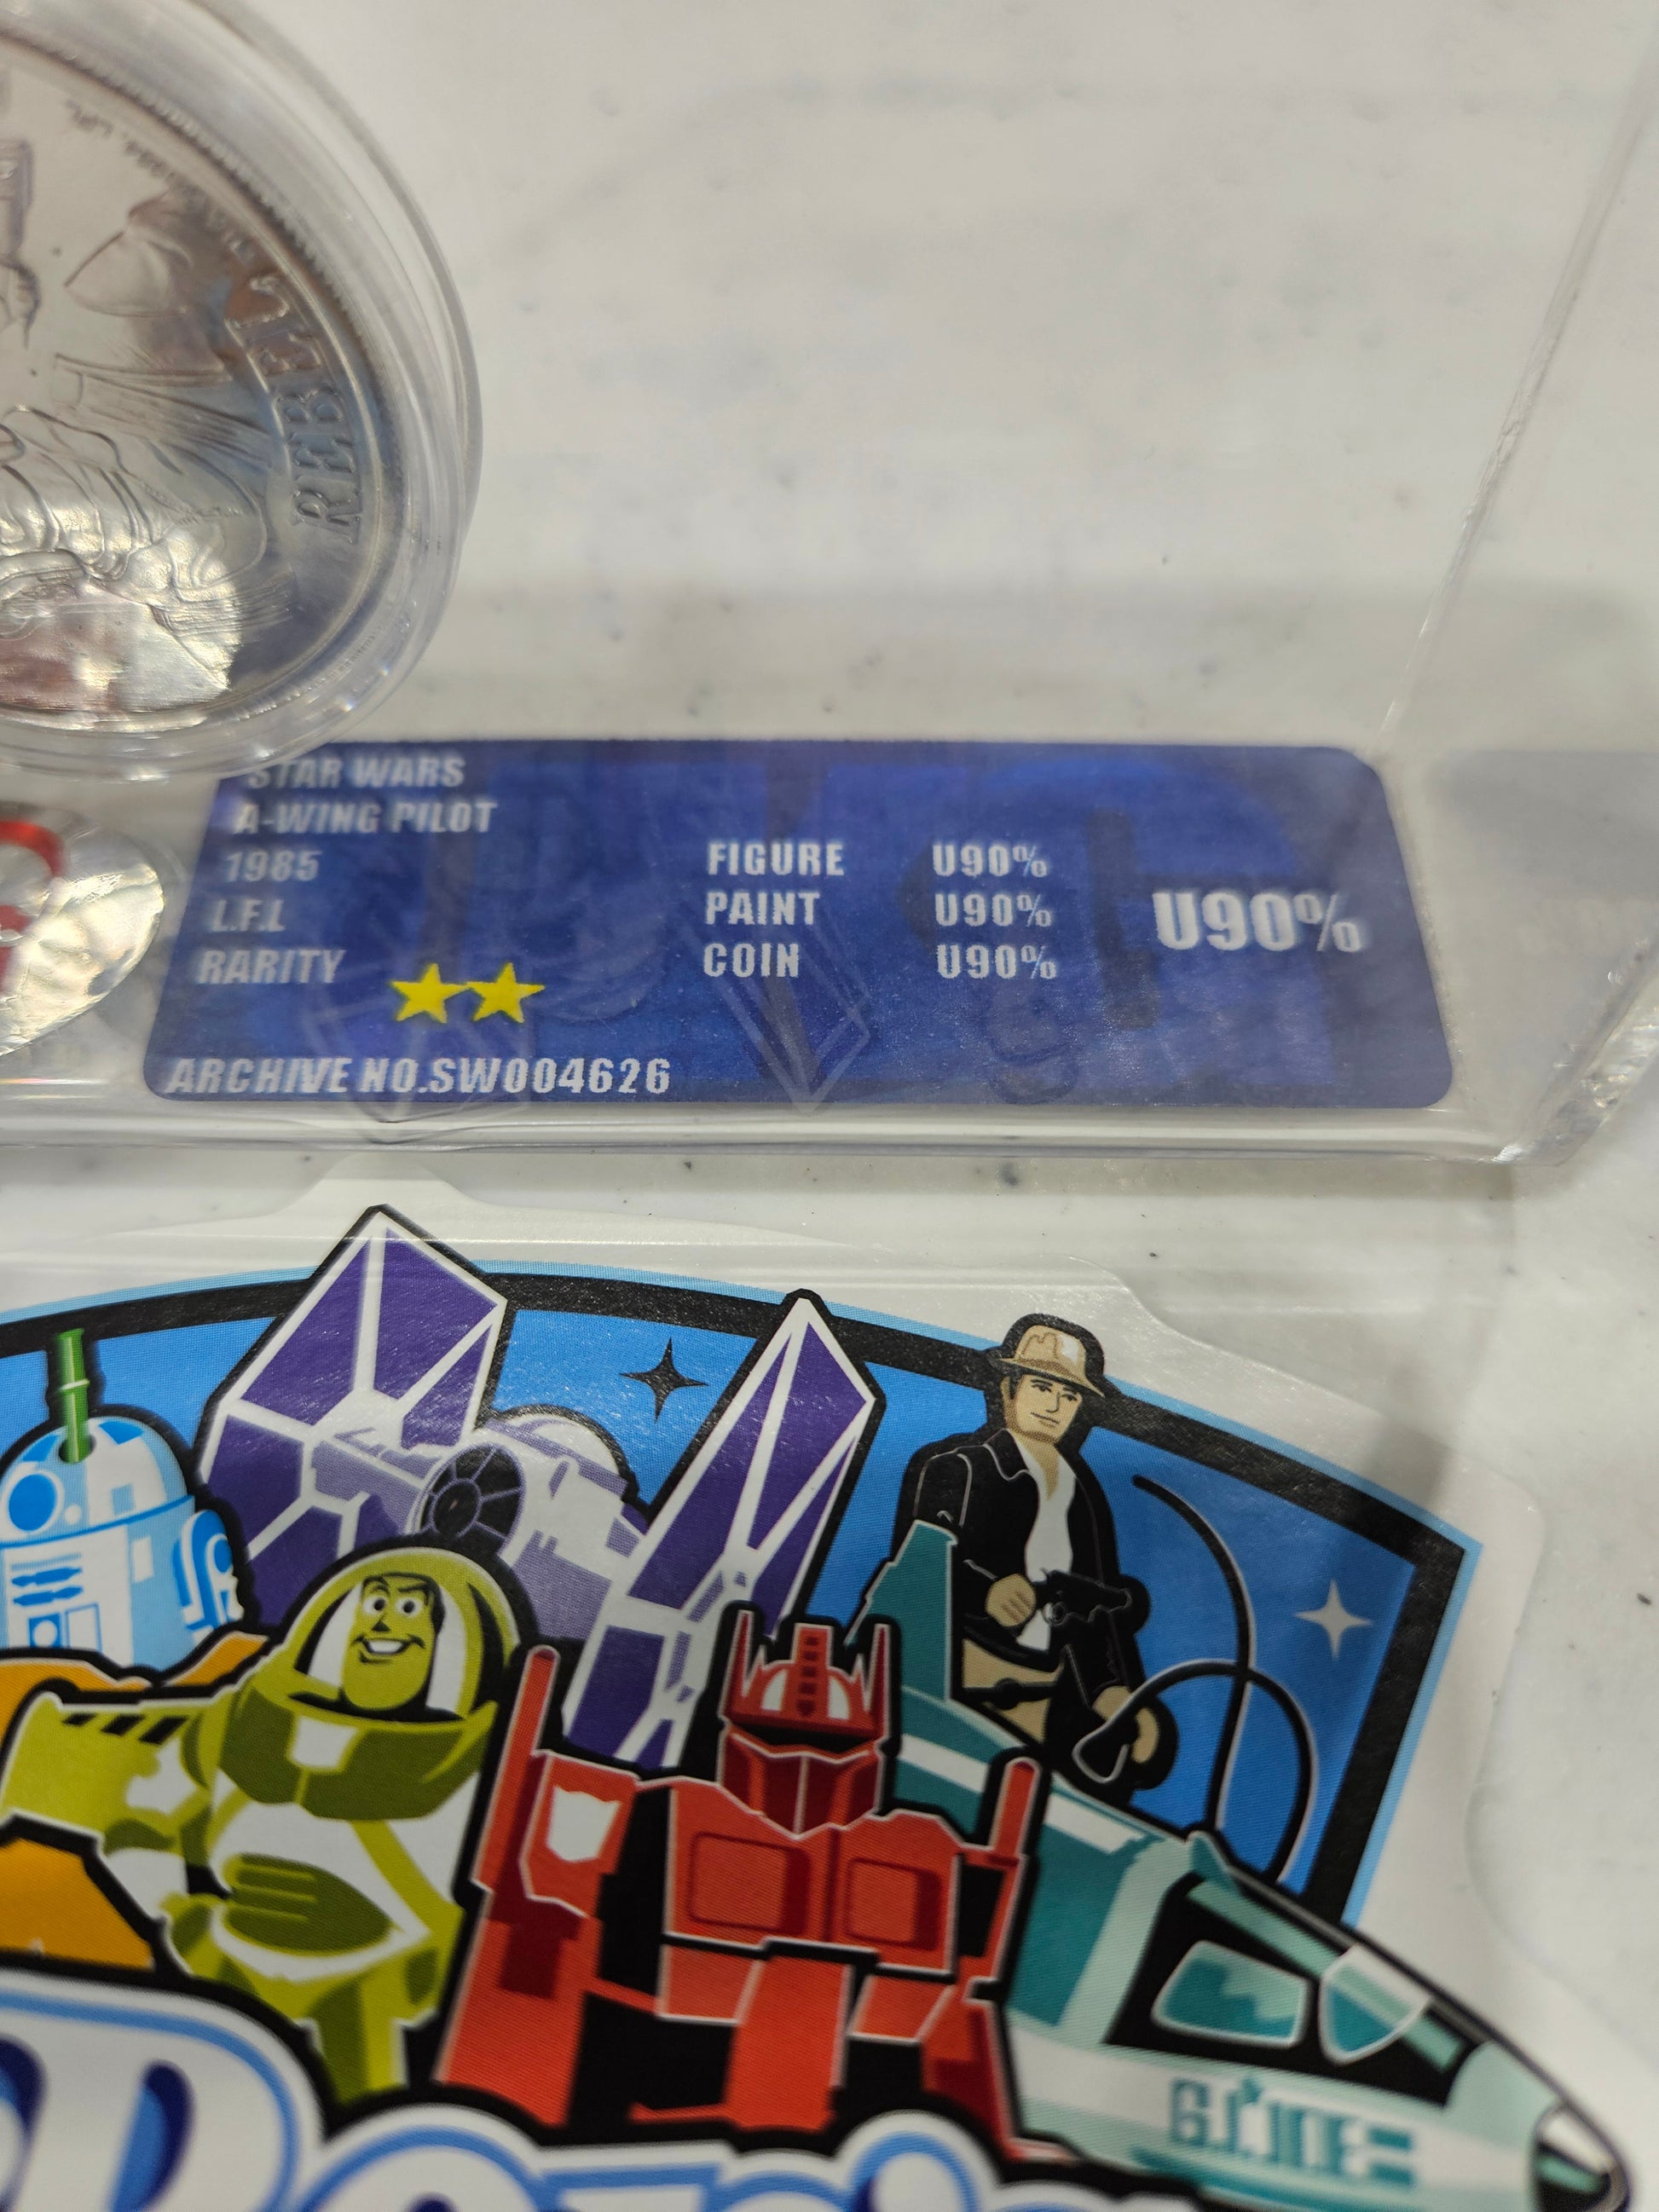 REBEL
STAR WARS
A-WING PILOT
1985
L.F.L
RARITY
FIGURE U90%
PAINT U90%
COIN U90%
U90%
ARCHIVE NO.SW004626
G.I. JOE